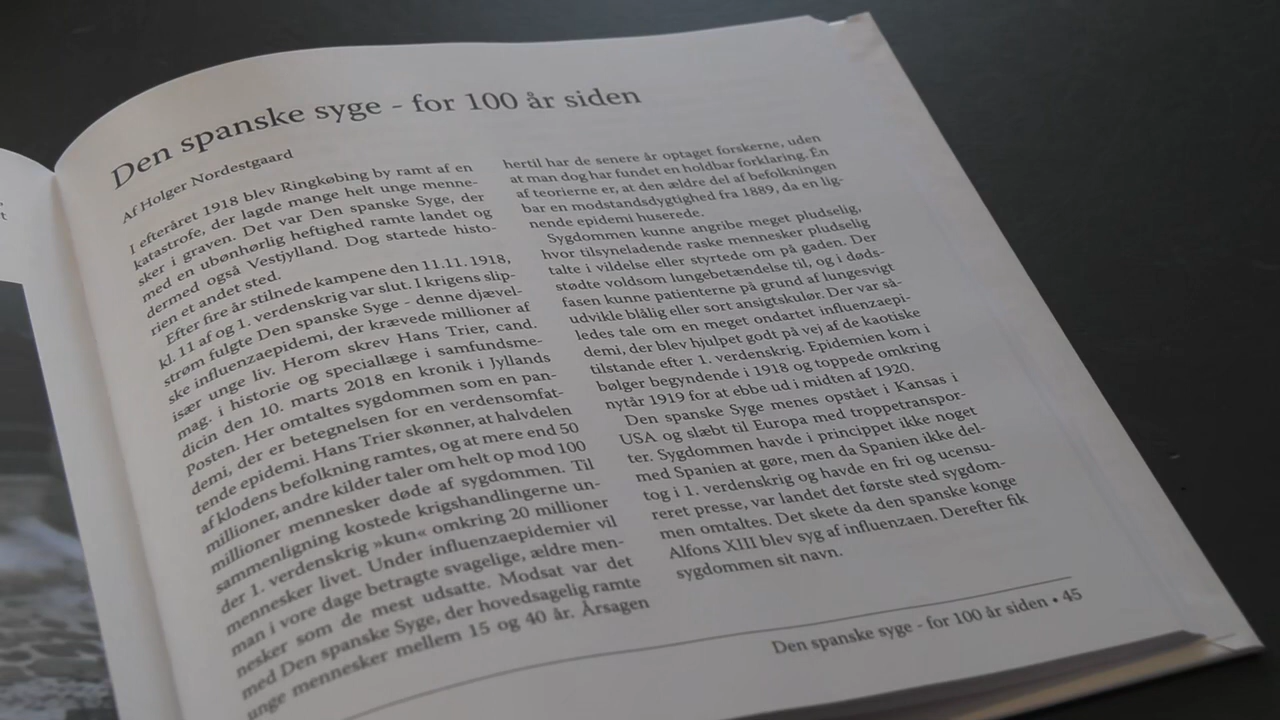 Den spanske syge - for 100 år siden
Af Holger Nordestgaard
I efteråret 1918 blev Ringkøbing by ramt af en
katastrofe, der lagde mange helt unge menne-
sker i graven. Det var Den spanske Syge, der
med en ubønhørlig heftighed ramte landet og
dermed også Vestjylland. Dog startede histo-
rien et andet sted.
Efter fire år stilnede kampene den 11.11. 1918,
kl. 11 af og 1. verdenskrig var slut. I krigens slip-
strøm fulgte Den spanske Syge - denne djævel-
ske influenzaepidemi, der krævede millioner af
især unge liv. Herom skrev Hans Trier, cand.
mag. i historie og speciallæge i samfundsme-
dicin den 10. marts 2018 en kronik i Jyllands
Posten. Her omtaltes sygdommen som en pan-
demi, der er betegnelsen for en verdensomfat-
tende epidemi. Hans Trier skønner, at halvdelen
af klodens befolkning ramtes, og at mere end 50
millioner, andre kilder taler om helt op mod 100
millioner mennesker døde af sygdommen. Til
sammenligning kostede krigshandlingerne un-
der 1. verdenskrig »kun« omkring 20 millioner
mennesker livet. Under influenzaepidemier vil
man i vore dage betragte svagelige, ældre men-
nesker som de mest udsatte. Modsat var det
med Den spanske Syge, der hovedsagelig ramte
unge mennesker mellem 15 og 40 år. Årsagen
hertil har de senere år optaget forskerne, uden
at man dog har fundet en holdbar forklaring. Én
af teorierne er, at den ældre del af befolkningen
bar en modstandsdygtighed fra 1889, da en lig-
nende epidemi huserede.
Sygdommen kunne angribe meget pludselig,
hvor tilsyneladende raske mennesker pludselig
talte i vildelse eller styrtede om på gaden. Der
stødte voldsom lungebetændelse til, og i døds-
fasen kunne patienterne på grund af lungesvigt
udvikle blålig eller sort ansigtskulør. Der var så-
ledes tale om en meget ondartet influenzaepi-
demi, der blev hjulpet godt på vej af de kaotiske
tilstande efter 1. verdenskrig. Epidemien kom i
bølger begyndende i 1918 og toppede omkring
nytår 1919 for at ebbe ud i midten af 1920.
Den spanske Syge menes opstået i Kansas i
USA og slæbt til Europa med troppetranspor-
ter. Sygdommen havde i princippet ikke noget
med Spanien at gøre, men da Spanien ikke del-
tog i 1. verdenskrig og havde en fri og ucensu-
reret presse, var landet det første sted sygdom-
men omtaltes. Det skete da den spanske konge
Alfons XIII blev syg af influenzaen. Derefter fik
sygdommen sit navn.
Den spanske syge - for 100 år siden • 45